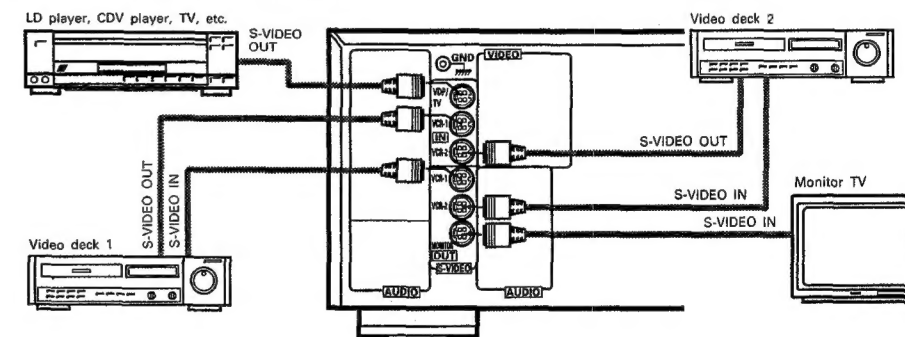 LD player, CDV player, TV, etc.
S-VIDEO
OUT
Video deck 2
GND
VIDEO
VDP/
TV
VCR-1
IN
VCR-2
VCR-1
VCR-2
MONITOR
OUT
S-VIDEO
AUDIO
AUDIO
S-VIDEO OUT
S-VIDEO IN
S-VIDEO IN
Monitor TV
S-VIDEO OUT
S-VIDEO IN
Video deck 1